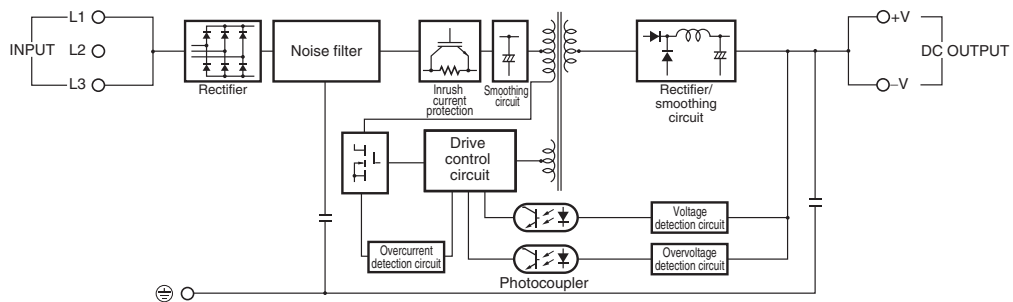 L1
INPUT
L2
L3
Rectifier
Noise filter
Inrush
current
protection
Smoothing
circuit
Rectifier/
smoothing
circuit
+V
DC OUTPUT
–V
Drive
control
circuit
Overcurrent
detection circuit
Voltage
detection circuit
Overvoltage
detection circuit
Photocoupler